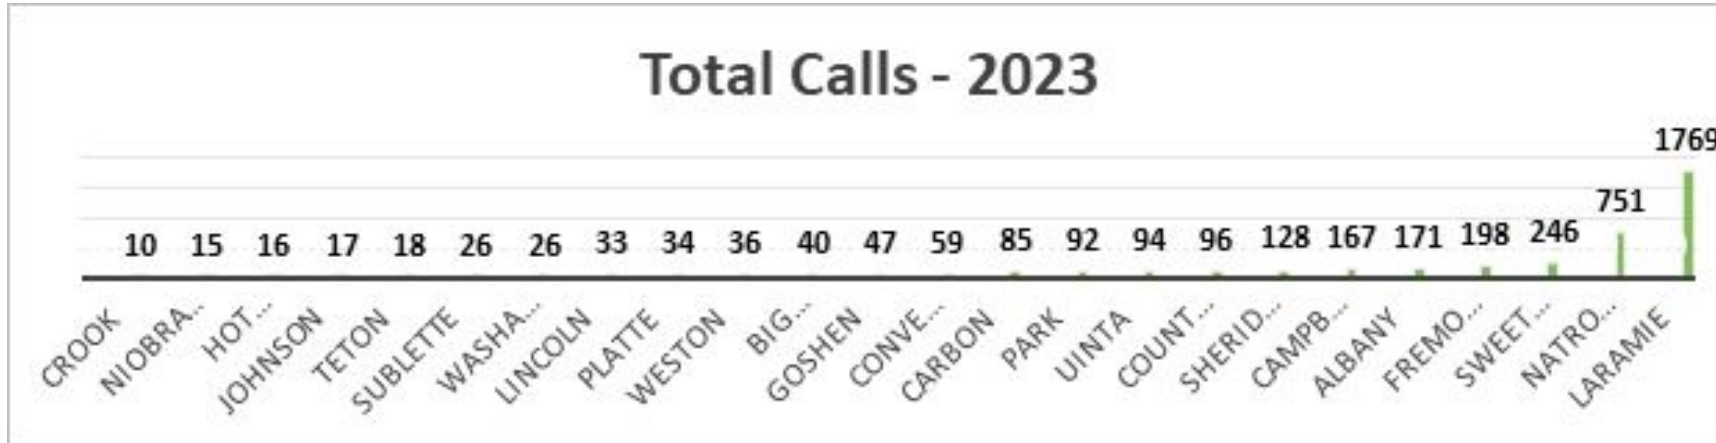 Total Calls - 2023
10 15 16 17 18 26 26 33 34 36 40 47 59 85 92 94 96 128 167 171 198 246 751 1769
CROOK
NIOBRA...
HOT...
JOHNSON
TETON
SUBLETTE
WASHA...
LINCOLN
PLATTE
WESTON
BIG...
GOSHEN
CONVE...
CARBON
PARK
UINTA
COUNT...
SHERID...
CAMPB...
ALBANY
FREMO...
SWEET...
NATRO...
LARAMIE